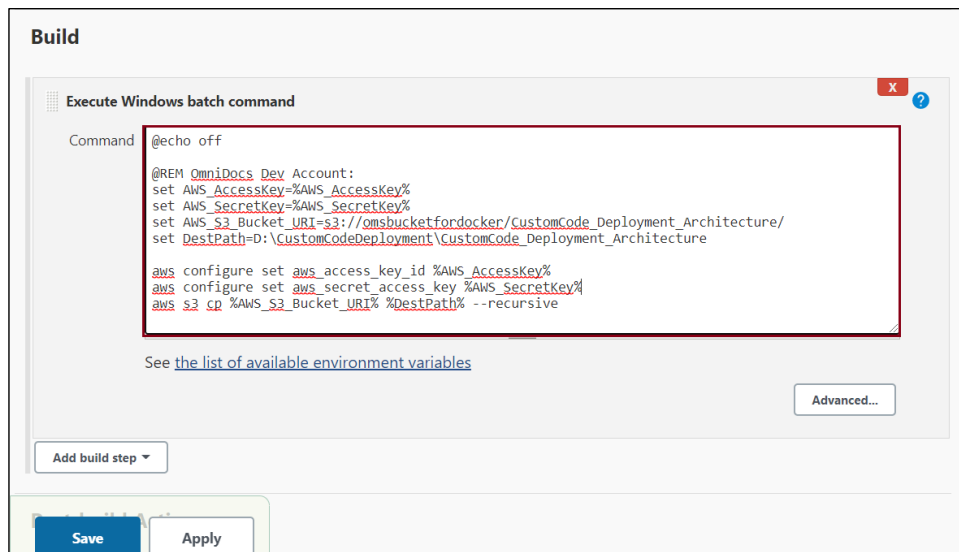 Build
Execute Windows batch command
X
?
Command
@echo off
@REM OmniDocs Dev Account:
set AWS_AccessKey=%AWS_AccessKey%
set AWS_SecretKey=%AWS_SecretKey%
set AWS_S3_Bucket_URI=s3://omsbucketfordocker/CustomCode_Deployment_Architecture/
set DestPath=D:\CustomCodeDeployment\CustomCode_Deployment_Architecture
aws configure set aws_access_key_id %AWS_AccessKey%
aws configure set aws_secret_access_key %AWS_SecretKey%
aws s3 cp %AWS_S3_Bucket_URI% %DestPath% --recursive
See the list of available environment variables
Advanced...
Add build step
Save
Apply